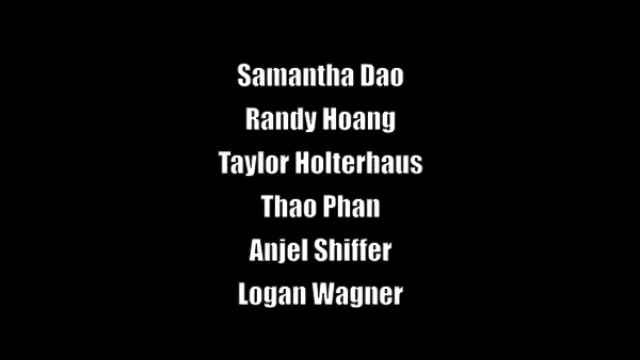 Samantha Dao
Randy Hoang
Taylor Holterhaus
Thao Phan
Anjel Shiffer
Logan Wagner